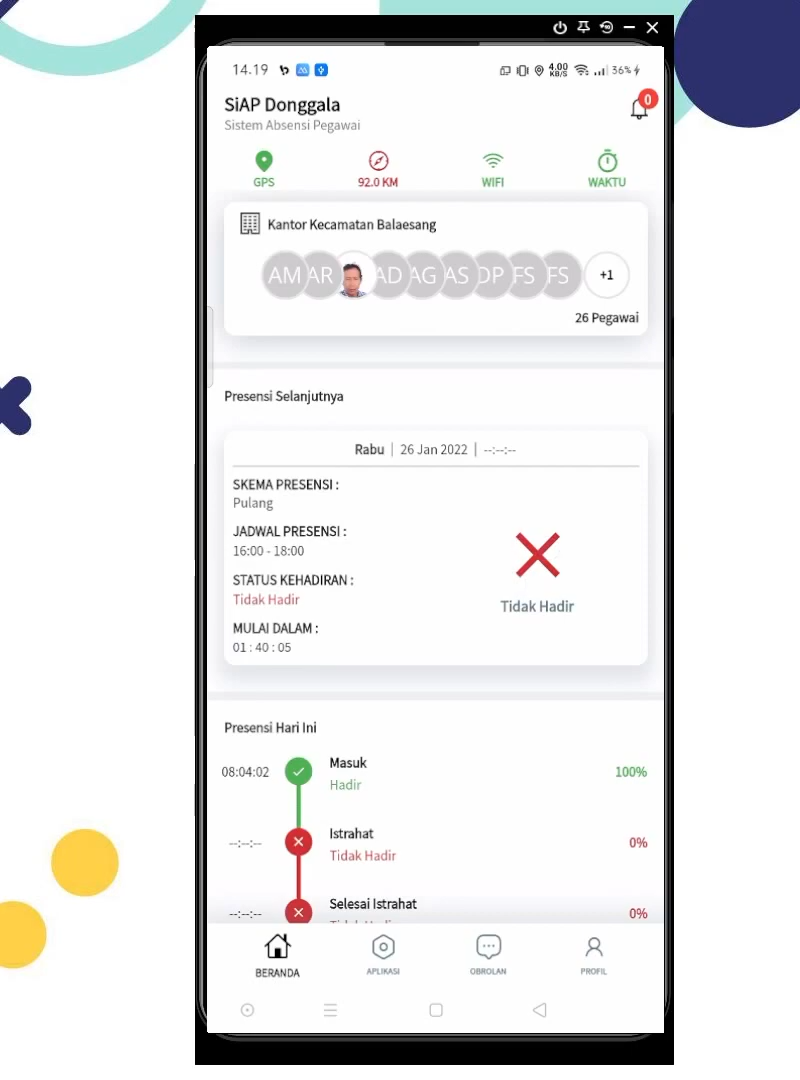 14.19
4.00 KB/S
36%
SiAP Donggala
0
Sistem Absensi Pegawai
GPS
92.0 KM
WIFI
WAKTU
Kantor Kecamatan Balaesang
AM AR AD AG AS DP FS FS +1
26 Pegawai
Presensi Selanjutnya
Rabu | 26 Jan 2022 | --:--:--
SKEMA PRESENSI :
Pulang
JADWAL PRESENSI :
16:00 - 18:00
STATUS KEHADIRAN :
Tidak Hadir
MULAI DALAM :
01 : 40 : 05
Tidak Hadir
Presensi Hari Ini
08:04:02 Masuk 100%
Hadir
--:--:-- Istrahat 0%
Tidak Hadir
--:--:-- Selesai Istrahat 0%
BERANDA
APLIKASI
OBROLAN
PROFIL